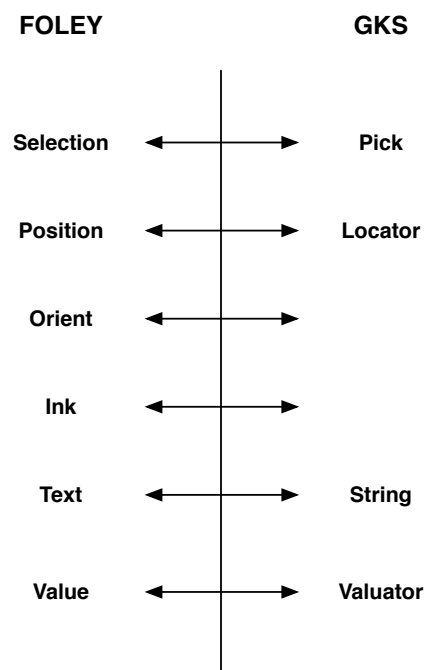 FOLEY GKS
Selection Pick
Position Locator
Orient
Ink
Text String
Value Valuator